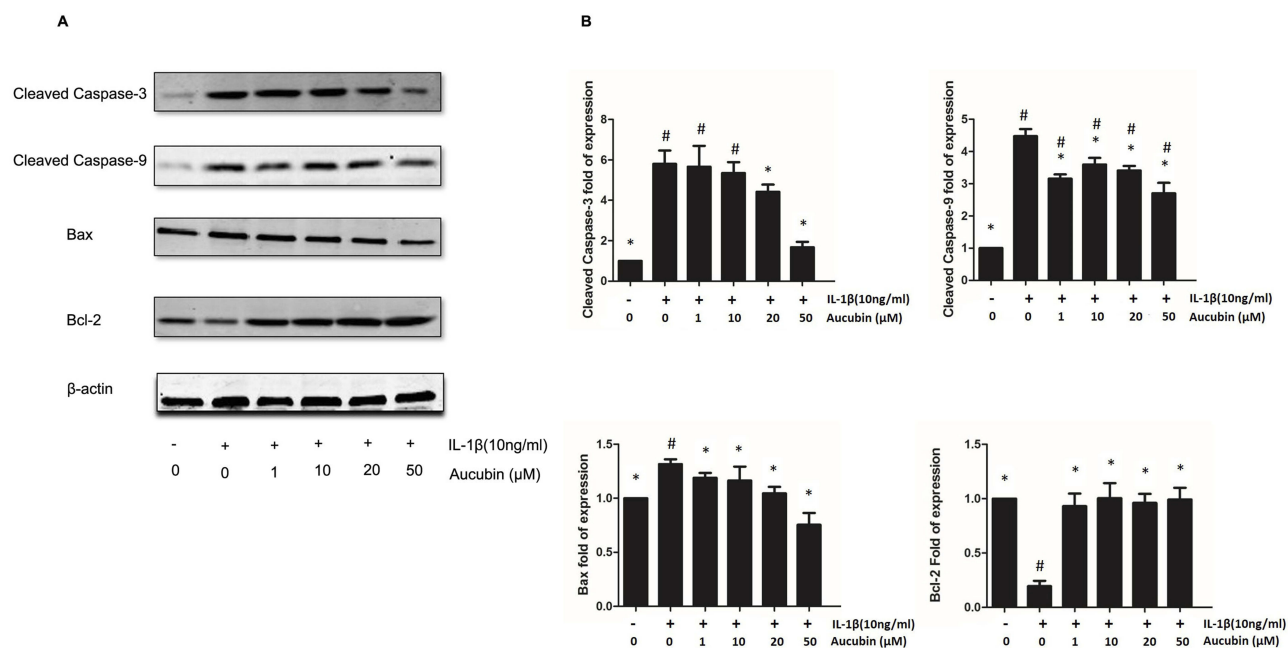 A
Cleaved Caspase-3
Cleaved Caspase-9
Bax
Bcl-2
β-actin
- + + + + + IL-1β(10ng/ml)
0 0 1 10 20 50 Aucubin (μM)
B
Cleaved Caspase-3 fold of expression
8
6
4
2
0
* # # # * *
- + + + + + IL-1β(10ng/ml)
0 0 1 10 20 50 Aucubin (μM)
Cleaved Caspase-9 fold of expression
5
4
3
2
1
0
# # # # #
* * * * *
- + + + + + IL-1β(10ng/ml)
0 0 1 10 20 50 Aucubin (μM)
Bax fold of expression
1.5
1.0
0.5
0.0
* # * * * *
- + + + + + IL-1β(10ng/ml)
0 0 1 10 20 50 Aucubin (μM)
Bcl-2 Fold of expression
1.5
1.0
0.5
0.0
* # * * * *
- + + + + + IL-1β(10ng/ml)
0 0 1 10 20 50 Aucubin (μM)